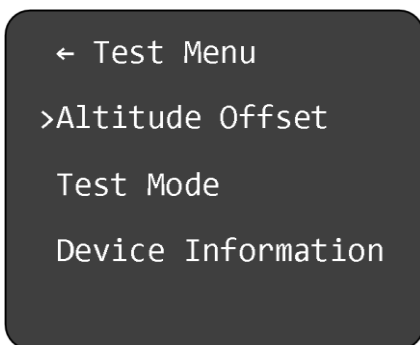 ← Test Menu
>Altitude Offset
Test Mode
Device Information